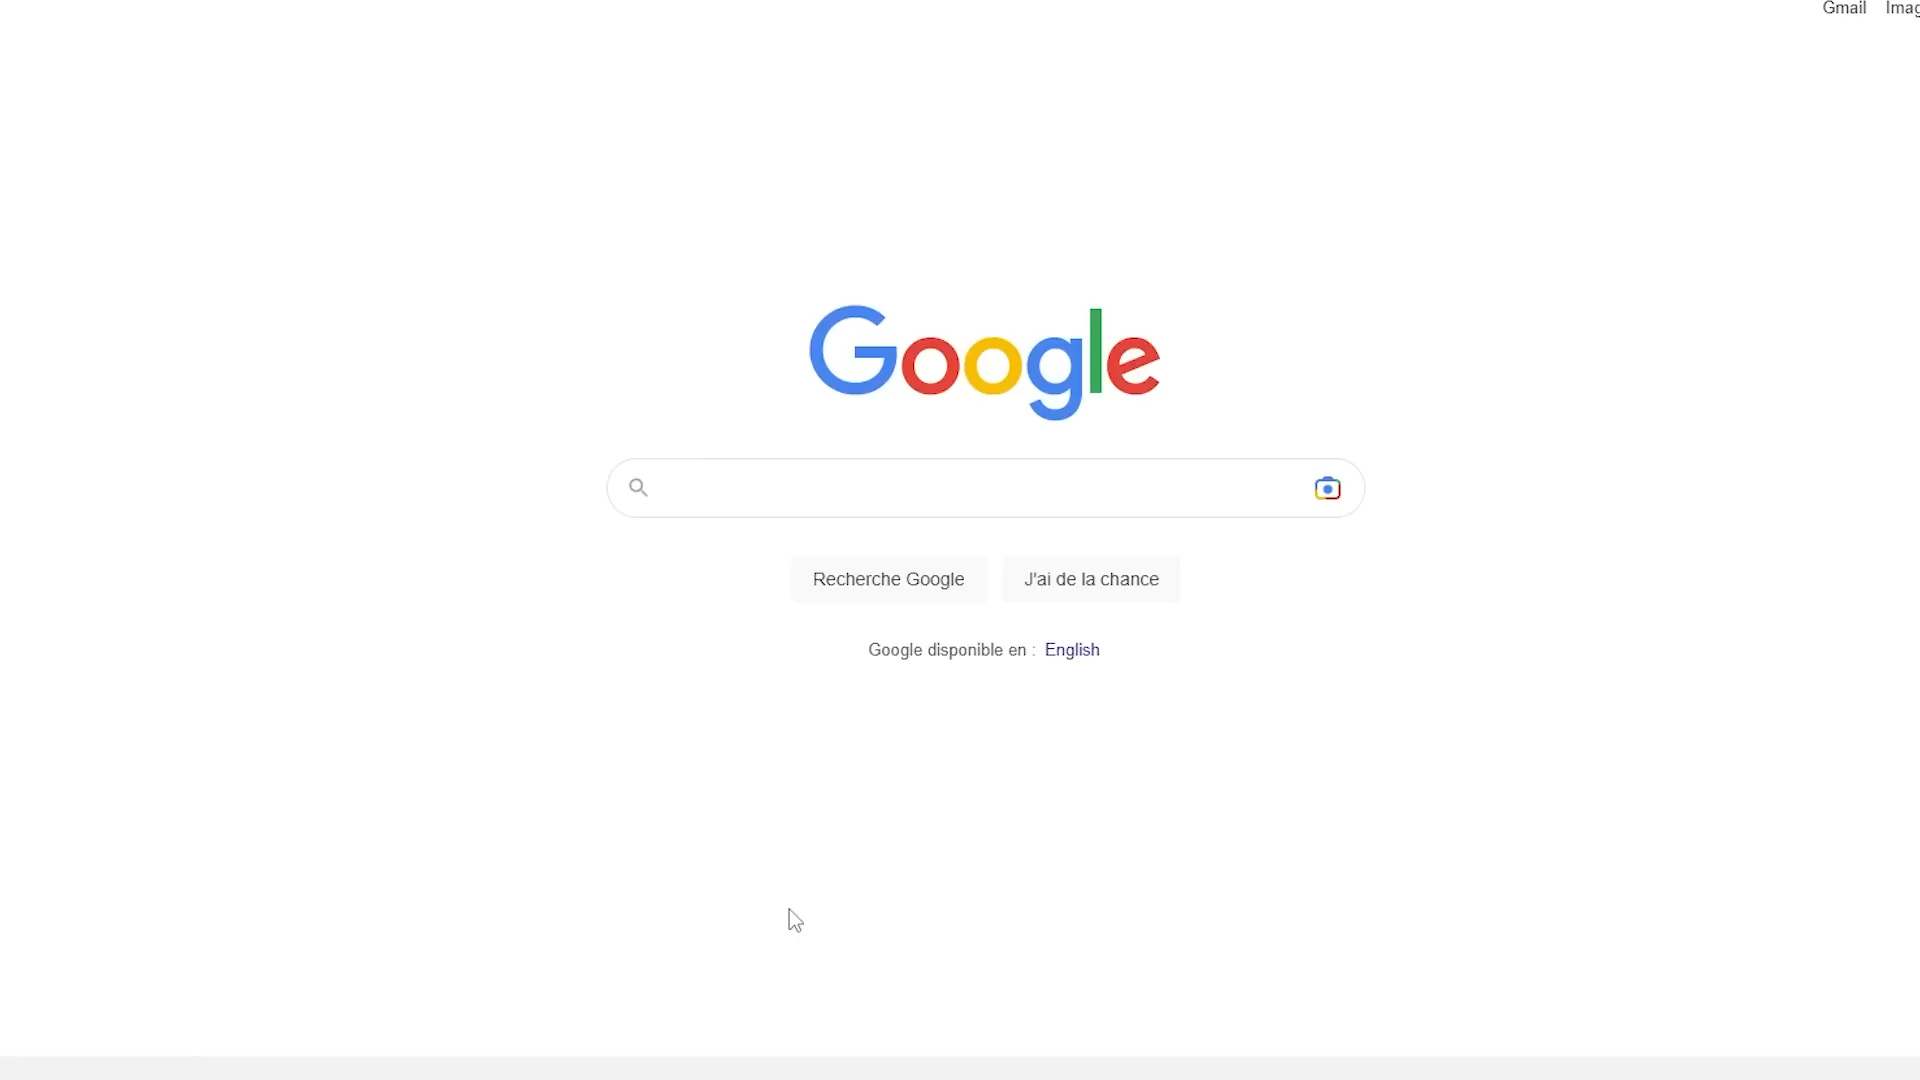 Gmail
Google
Recherche Google
J'ai de la chance
Google disponible en : English